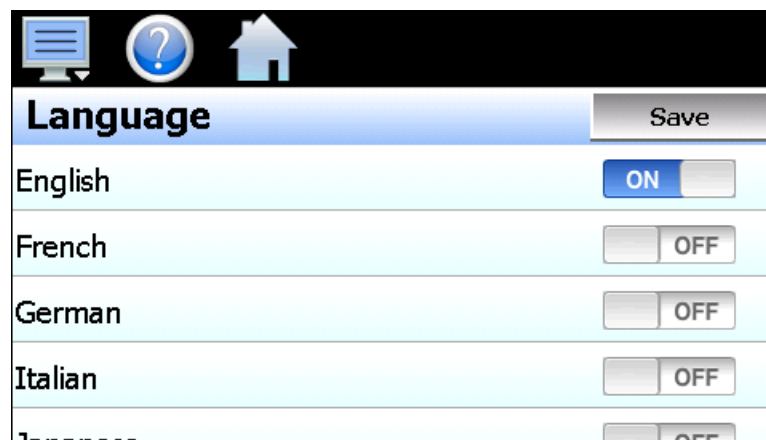 ?
Language Save
English ON
French OFF
German OFF
Italian OFF